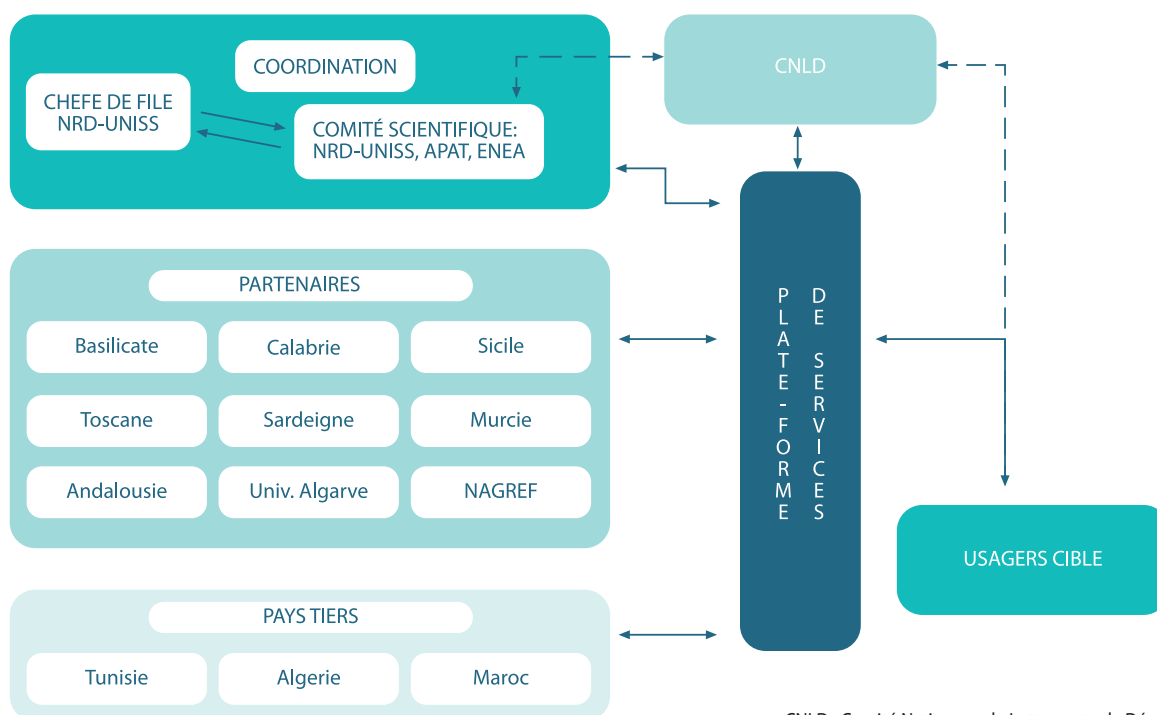 COORDINATION
CHEFE DE FILE
NRD-UNISS
COMITÉ SCIENTIFIQUE:
NRD-UNISS, APAT, ENEA
CNLD
PARTENAIRES
Basilicate
Calabrie
Sicile
Toscane
Sardeigne
Murcie
Andalousie
Univ. Algarve
NAGREF
PLATE-FORME
DE SERVICES
USAGERS CIBLE
PAYS TIERS
Tunisie
Algerie
Maroc